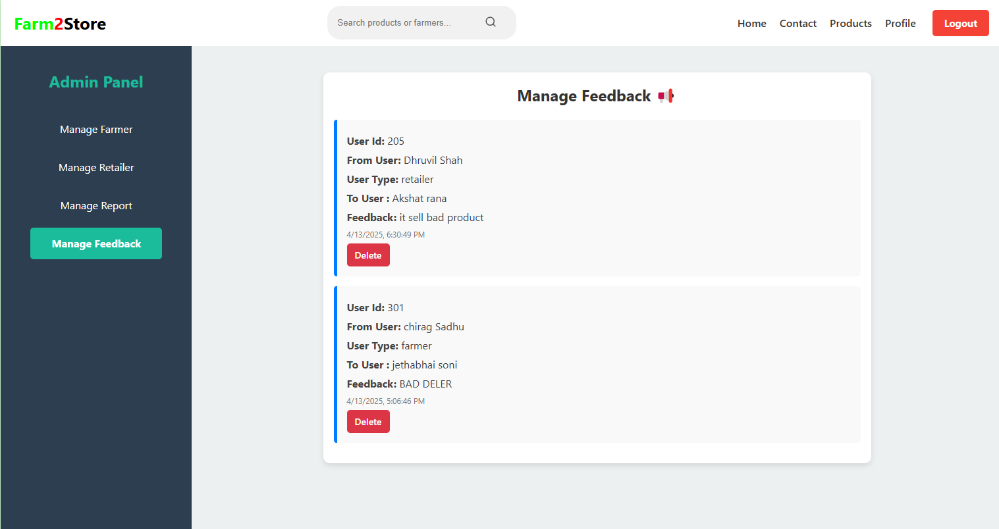 Farm2Store
Search products or farmers...
Home
Contact
Products
Profile
Logout
Admin Panel
Manage Farmer
Manage Retailer
Manage Report
Manage Feedback
Manage Feedback 📢
User Id: 205
From User: Dhruvil Shah
User Type: retailer
To User : Akshat rana
Feedback: it sell bad product
4/13/2025, 6:30:49 PM
Delete
User Id: 301
From User: chirag Sadhu
User Type: farmer
To User : jethabhai soni
Feedback: BAD DELER
4/13/2025, 5:06:46 PM
Delete